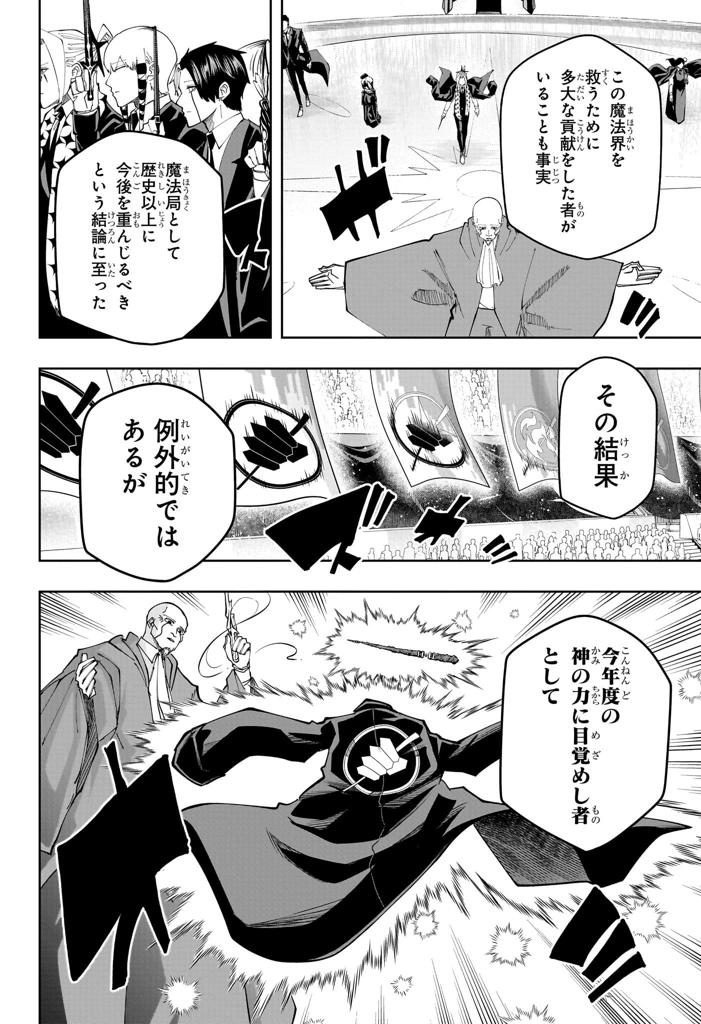 この魔法界を
救うために
多大な貢献をした者が
いることも事実
魔法局として
歴史以上に
今後を重んじるべき
という結論に至った
その結果
例外的では
あるが
今年度の
神の力に目覚めし者
として